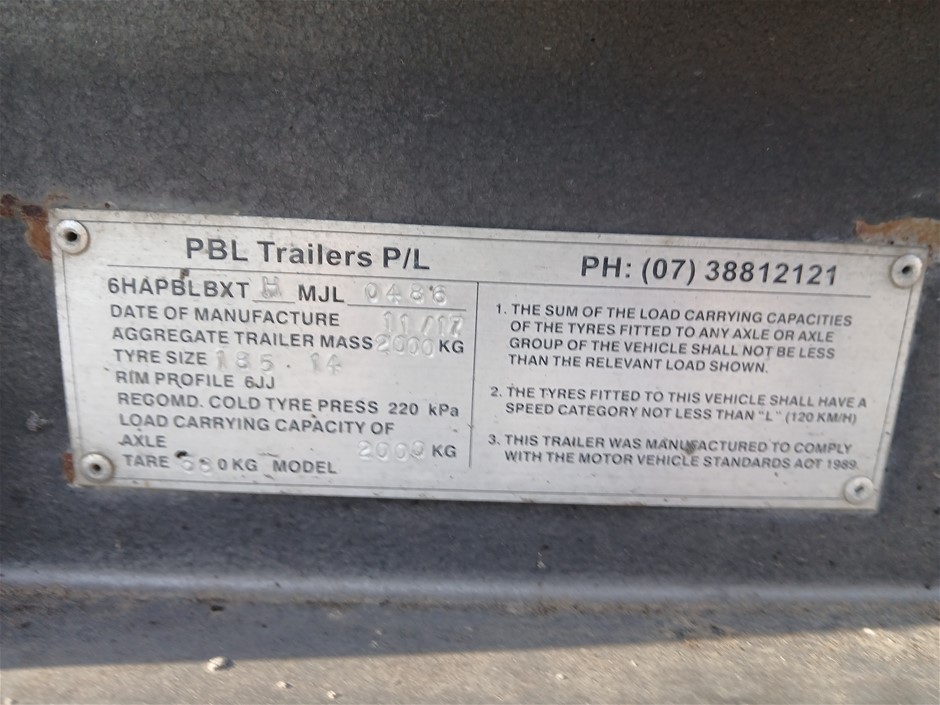 PBL Trailers P/L
PH: (07) 38812121
6HAPBLBXT H MJL 0486
DATE OF MANUFACTURE 11/17
AGGREGATE TRAILER MASS 2000 KG
TYRE SIZE 185 . 14
RIM PROFILE 6JJ
REGOMD. COLD TYRE PRESS 220 kPa
LOAD CARRYING CAPACITY OF
AXLE 2000 KG
TARE 0 KG MODEL
1. THE SUM OF THE LOAD CARRYING CAPACITIES
OF THE TYRES FITTED TO ANY AXLE OR AXLE
GROUP OF THE VEHICLE SHALL NOT BE LESS
THAN THE RELEVANT LOAD SHOWN.
2. THE TYRES FITTED TO THIS VEHICLE SHALL HAVE A
SPEED CATEGORY NOT LESS THAN "L" (120 KM/H)
3. THIS TRAILER WAS MANUFACTURED TO COMPLY
WITH THE MOTOR VEHICLE STANDARDS AOT 1989.